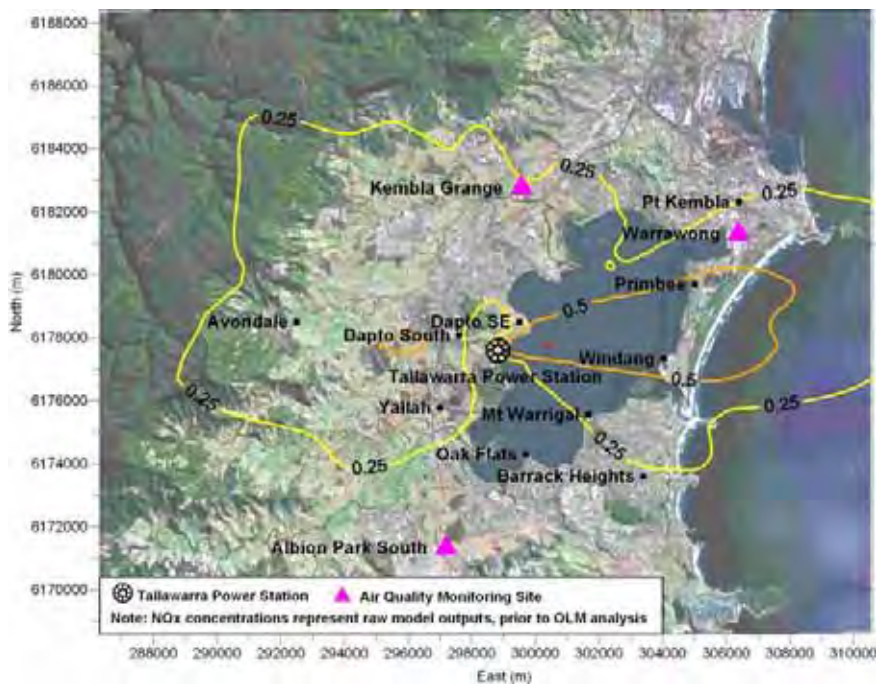 6188000
6186000
6184000
6182000
6180000
6178000
6176000
6174000
6172000
6170000
North (m)
0.25
0.25
Kembla Grange
Pt Kembla
0.25
Warrawong
Primbee
0.5
Avondale
Dapto SE
Dapto South
Windang
Tallawarra Power Station
0.5
0.25
Yallah
0.25
Mt Warrigal
0.25
0.25
Oak Flats
Barrack Heights
Albion Park South
Tallawarra Power Station
Air Quality Monitoring Site
Note: NOx concentrations represent raw model outputs, prior to OLM analysis
288000 290000 292000 294000 296000 298000 300000 302000 304000 306000 308000 310000
East (m)